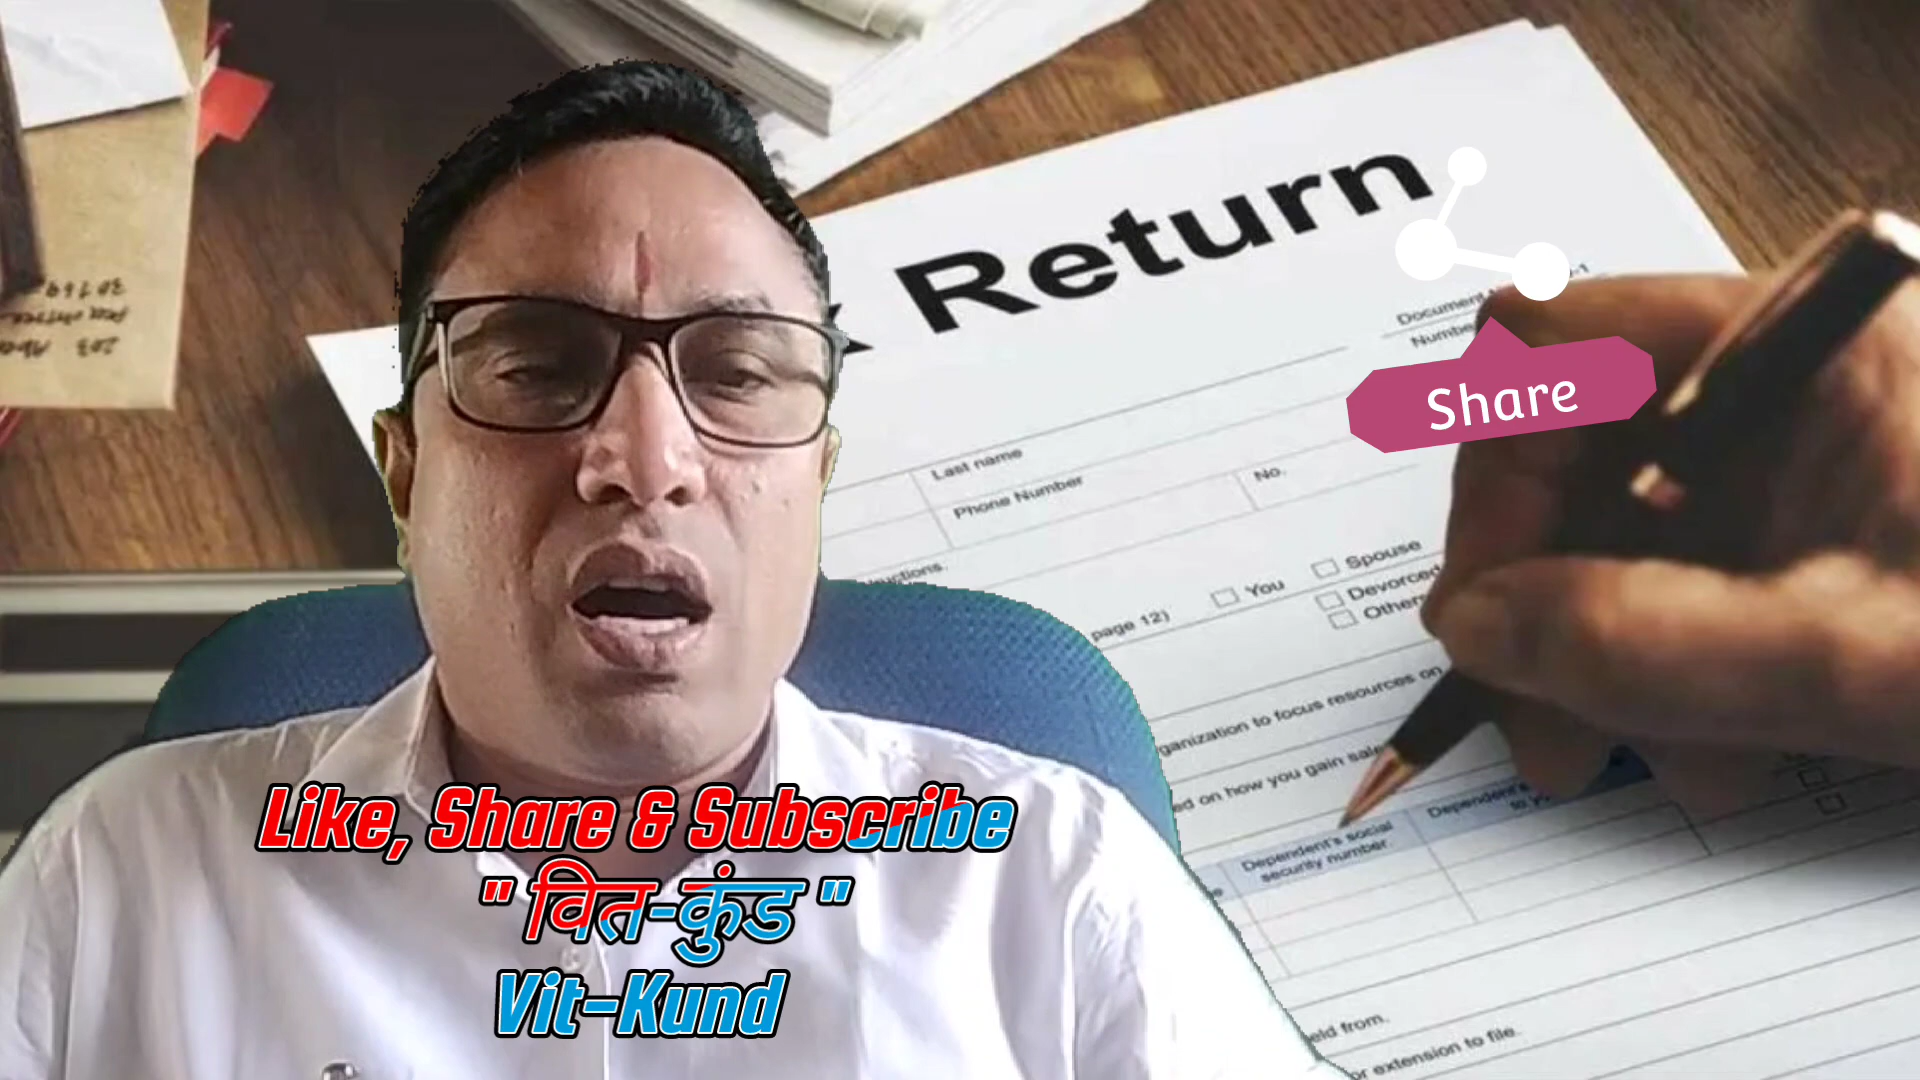 Return
Document
Number
Share
Last name
Phone Number
No.
You
Spouse
Devorced
Others
page 12)
ganization to focus resources on
ed on how you gain sale
Dependent's social
security number.
Dependent's
eld from.
or extension to file.
Like, Share & Subscribe
" वित-कुंड "
Vit-Kund